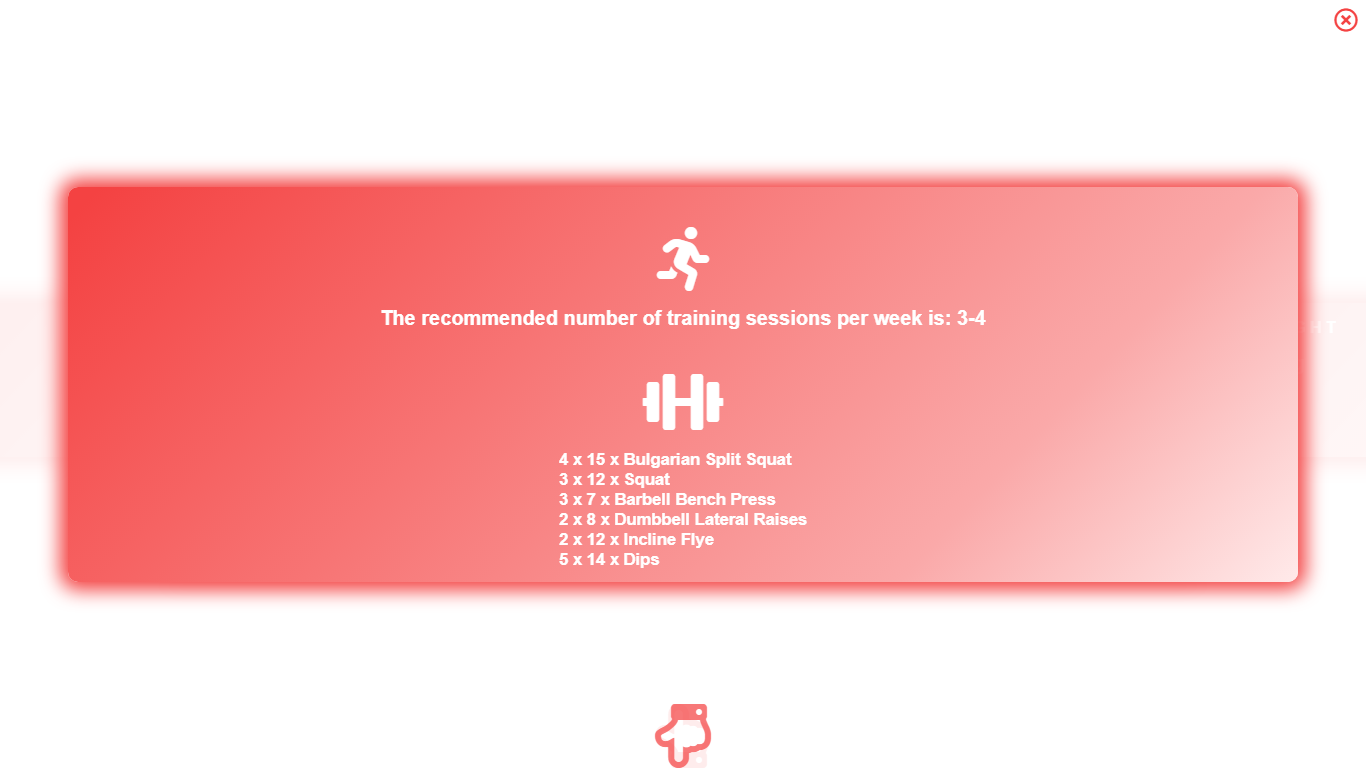 The recommended number of training sessions per week is: 3-4
4 x 15 x Bulgarian Split Squat
3 x 12 x Squat
3 x 7 x Barbell Bench Press
2 x 8 x Dumbbell Lateral Raises
2 x 12 x Incline Flye
5 x 14 x Dips